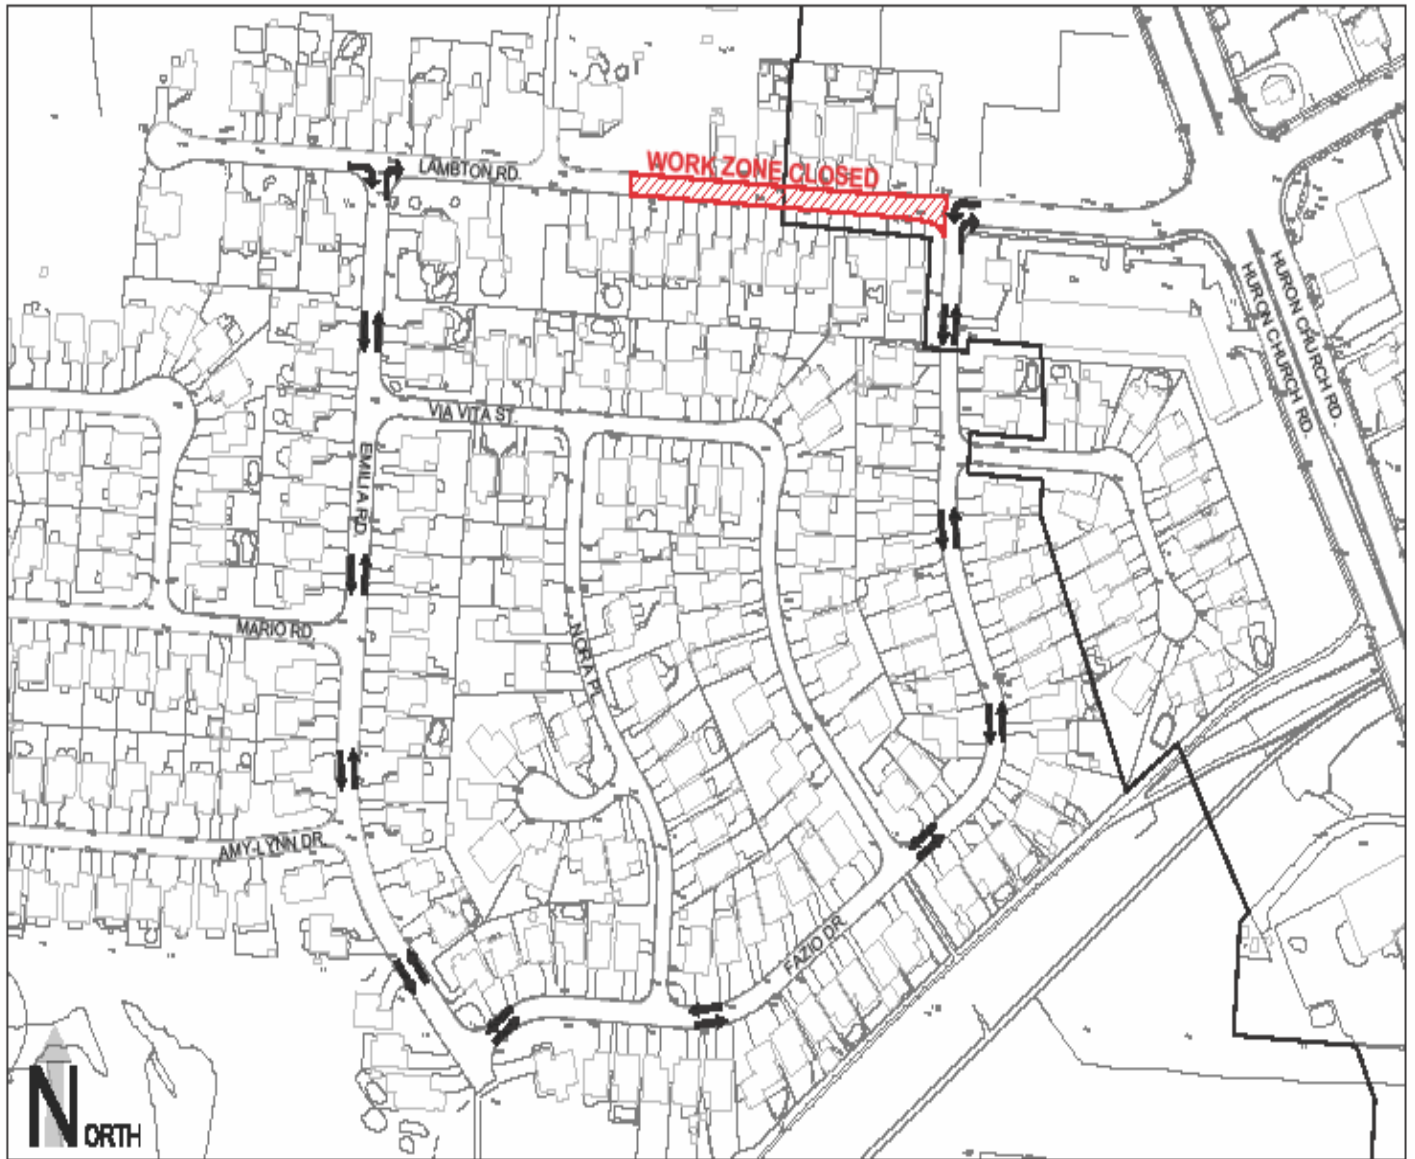 LAMBTON RD.
WORK ZONE CLOSED
HURON CHURCH RD.
HURON CHURCH RD.
VIA VITA ST.
EMILIA RD.
MARIO RD.
NORA PL.
AMY-LYNN DR.
FAZIO DR.
NORTH